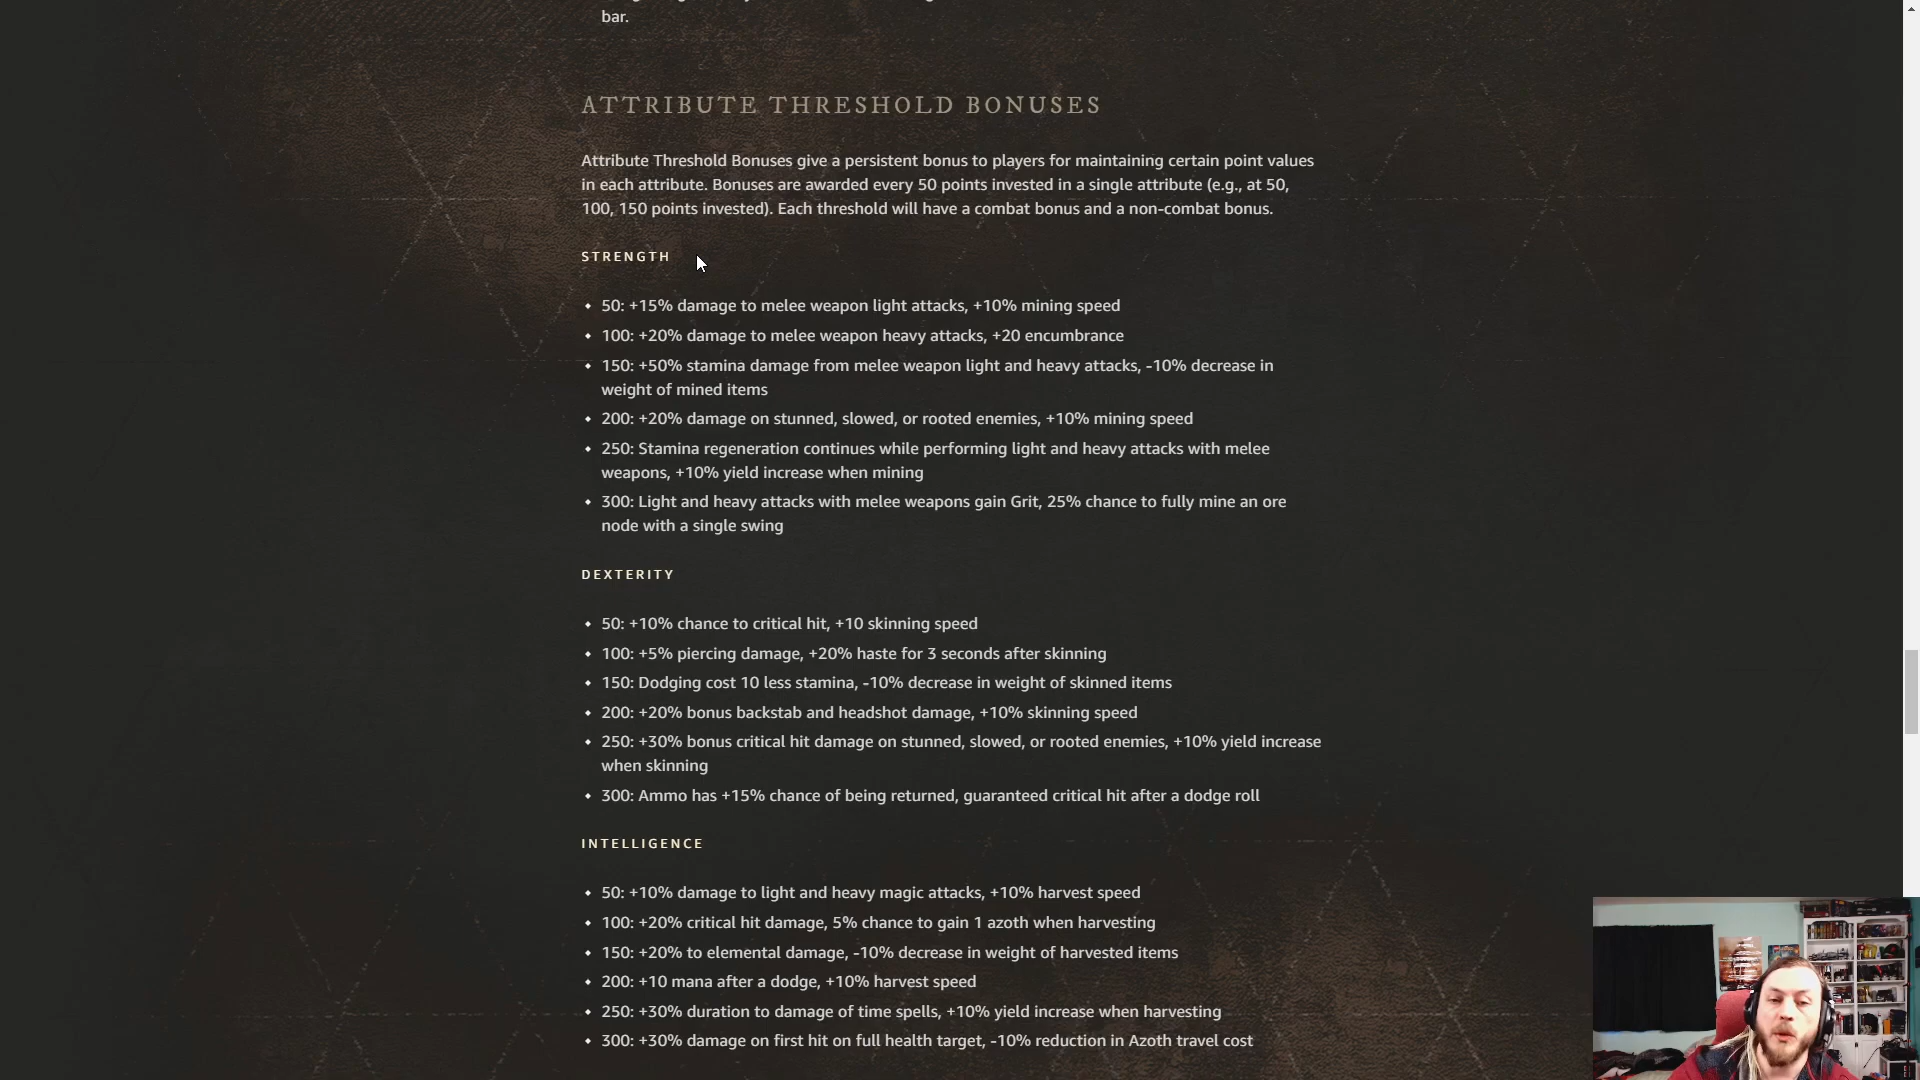 bar.
ATTRIBUTE THRESHOLD BONUSES
Attribute Threshold Bonuses give a persistent bonus to players for maintaining certain point values
in each attribute. Bonuses are awarded every 50 points invested in a single attribute (e.g., at 50,
100, 150 points invested). Each threshold will have a combat bonus and a non-combat bonus.
STRENGTH
50: +15% damage to melee weapon light attacks, +10% mining speed
100: +20% damage to melee weapon heavy attacks, +20 encumbrance
150: +50% stamina damage from melee weapon light and heavy attacks, -10% decrease in
weight of mined items
200: +20% damage on stunned, slowed, or rooted enemies, +10% mining speed
250: Stamina regeneration continues while performing light and heavy attacks with melee
weapons, +10% yield increase when mining
300: Light and heavy attacks with melee weapons gain Grit, 25% chance to fully mine an ore
node with a single swing
DEXTERITY
50: +10% chance to critical hit, +10 skinning speed
100: +5% piercing damage, +20% haste for 3 seconds after skinning
150: Dodging cost 10 less stamina, -10% decrease in weight of skinned items
200: +20% bonus backstab and headshot damage, +10% skinning speed
250: +30% bonus critical hit damage on stunned, slowed, or rooted enemies, +10% yield increase
when skinning
300: Ammo has +15% chance of being returned, guaranteed critical hit after a dodge roll
INTELLIGENCE
50: +10% damage to light and heavy magic attacks, +10% harvest speed
100: +20% critical hit damage, 5% chance to gain 1 azoth when harvesting
150: +20% to elemental damage, -10% decrease in weight of harvested items
200: +10 mana after a dodge, +10% harvest speed
250: +30% duration to damage of time spells, +10% yield increase when harvesting
300: +30% damage on first hit on full health target, -10% reduction in Azoth travel cost